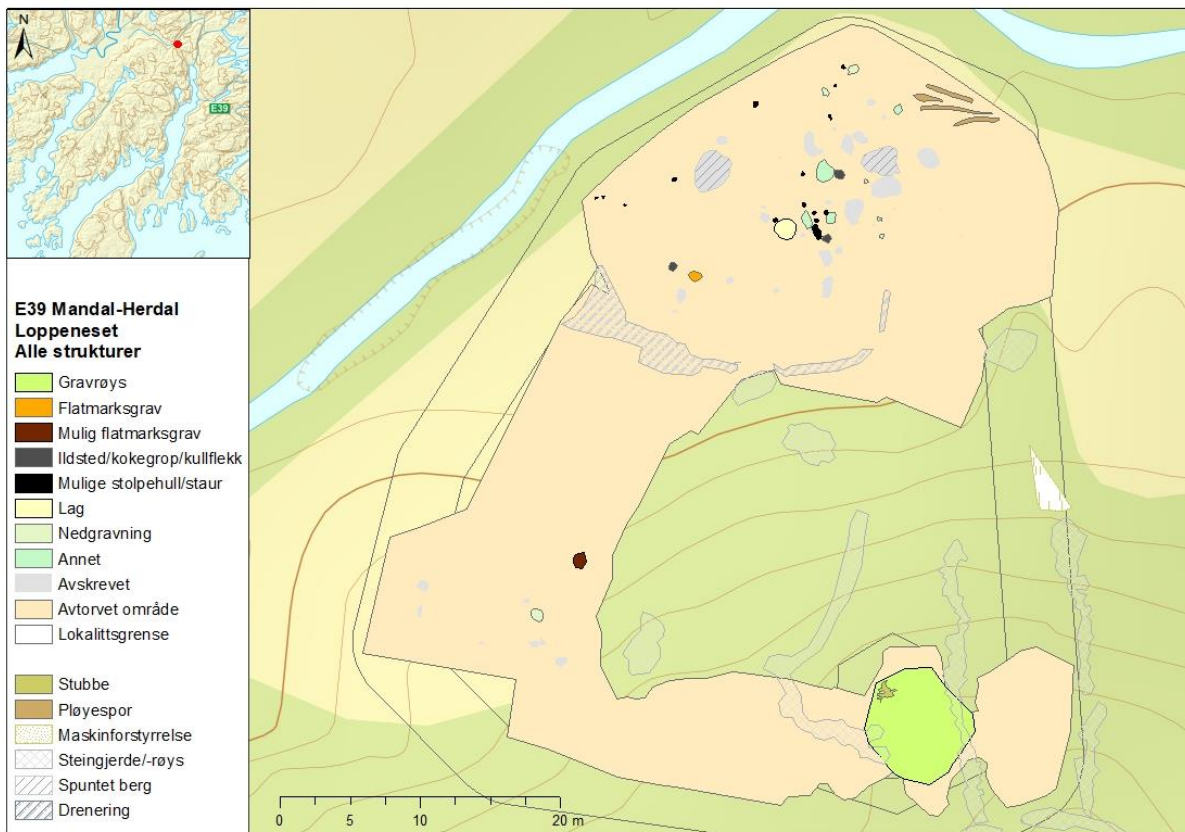 N
E39
E39 Mandal-Herdal
Loppeneset
Alle strukturer
Gravrøys
Flatmarksgrav
Mulig flatmarksgrav
Ildsted/kokegrop/kullflekk
Mulige stolpehull/staur
Lag
Nedgravning
Annet
Avskrevet
Avtorvet område
Lokalittsgrense
Stubbe
Pløyespor
Maskinforstyrrelse
Steingjerde/-røys
Spuntet berg
Drenering
0 5 10 20 m